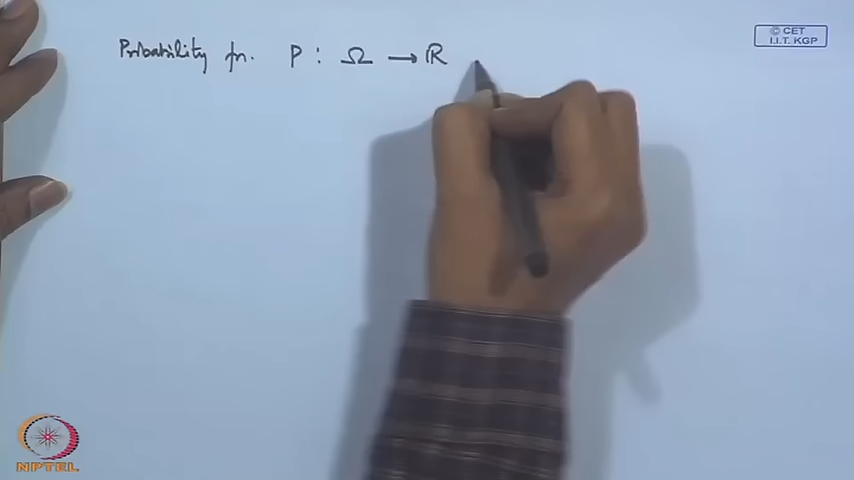 Probability fn. P : Ω → ℝ
© CET
I.I.T. KGP
NPTEL